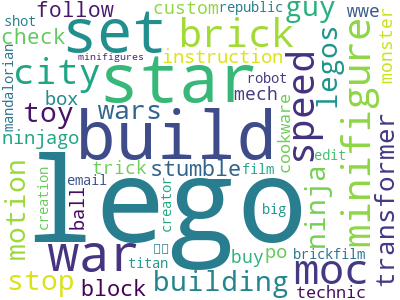 follow
custom
republic
guy
wwe
shot
check
set
brick
instruction
legos
monster
mandalorian
city
star
minifigures
robot
box
mech
speed
minifigure
toy
wars
build
ninjago
trick
stumble
cookware
film
transformer
email
creation
ball
creator
lego
big
edit
ninja
motion
war
titan
buy
po
brickfilm
moc
stop
block
building
technic